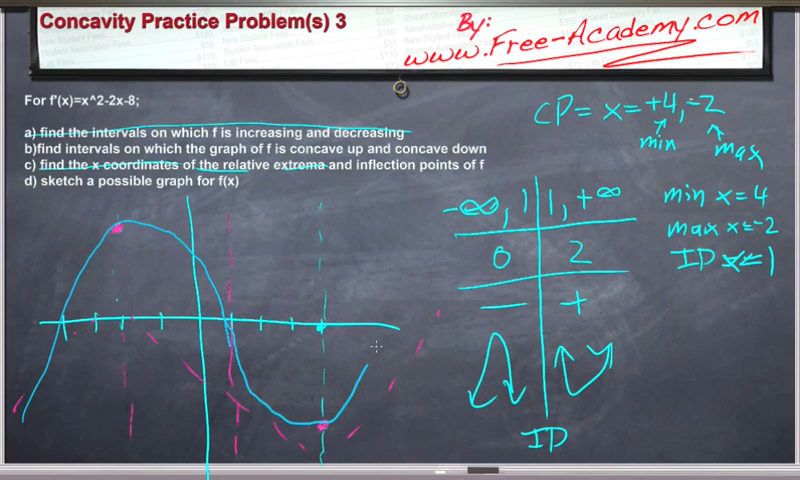 Concavity Practice Problem(s) 3
By:
www.Free-Academy.com
For f'(x)=x^2-2x-8;
a) find the intervals on which f is increasing and decreasing
b)find intervals on which the graph of f is concave up and concave down
c) find the x coordinates of the relative extrema and inflection points of f
d) sketch a possible graph for f(x)
CP= x= +4, -2
min max
-∞, 1 1, +∞
0 2
- +
IP
min x=4
max x=-2
IP x=1